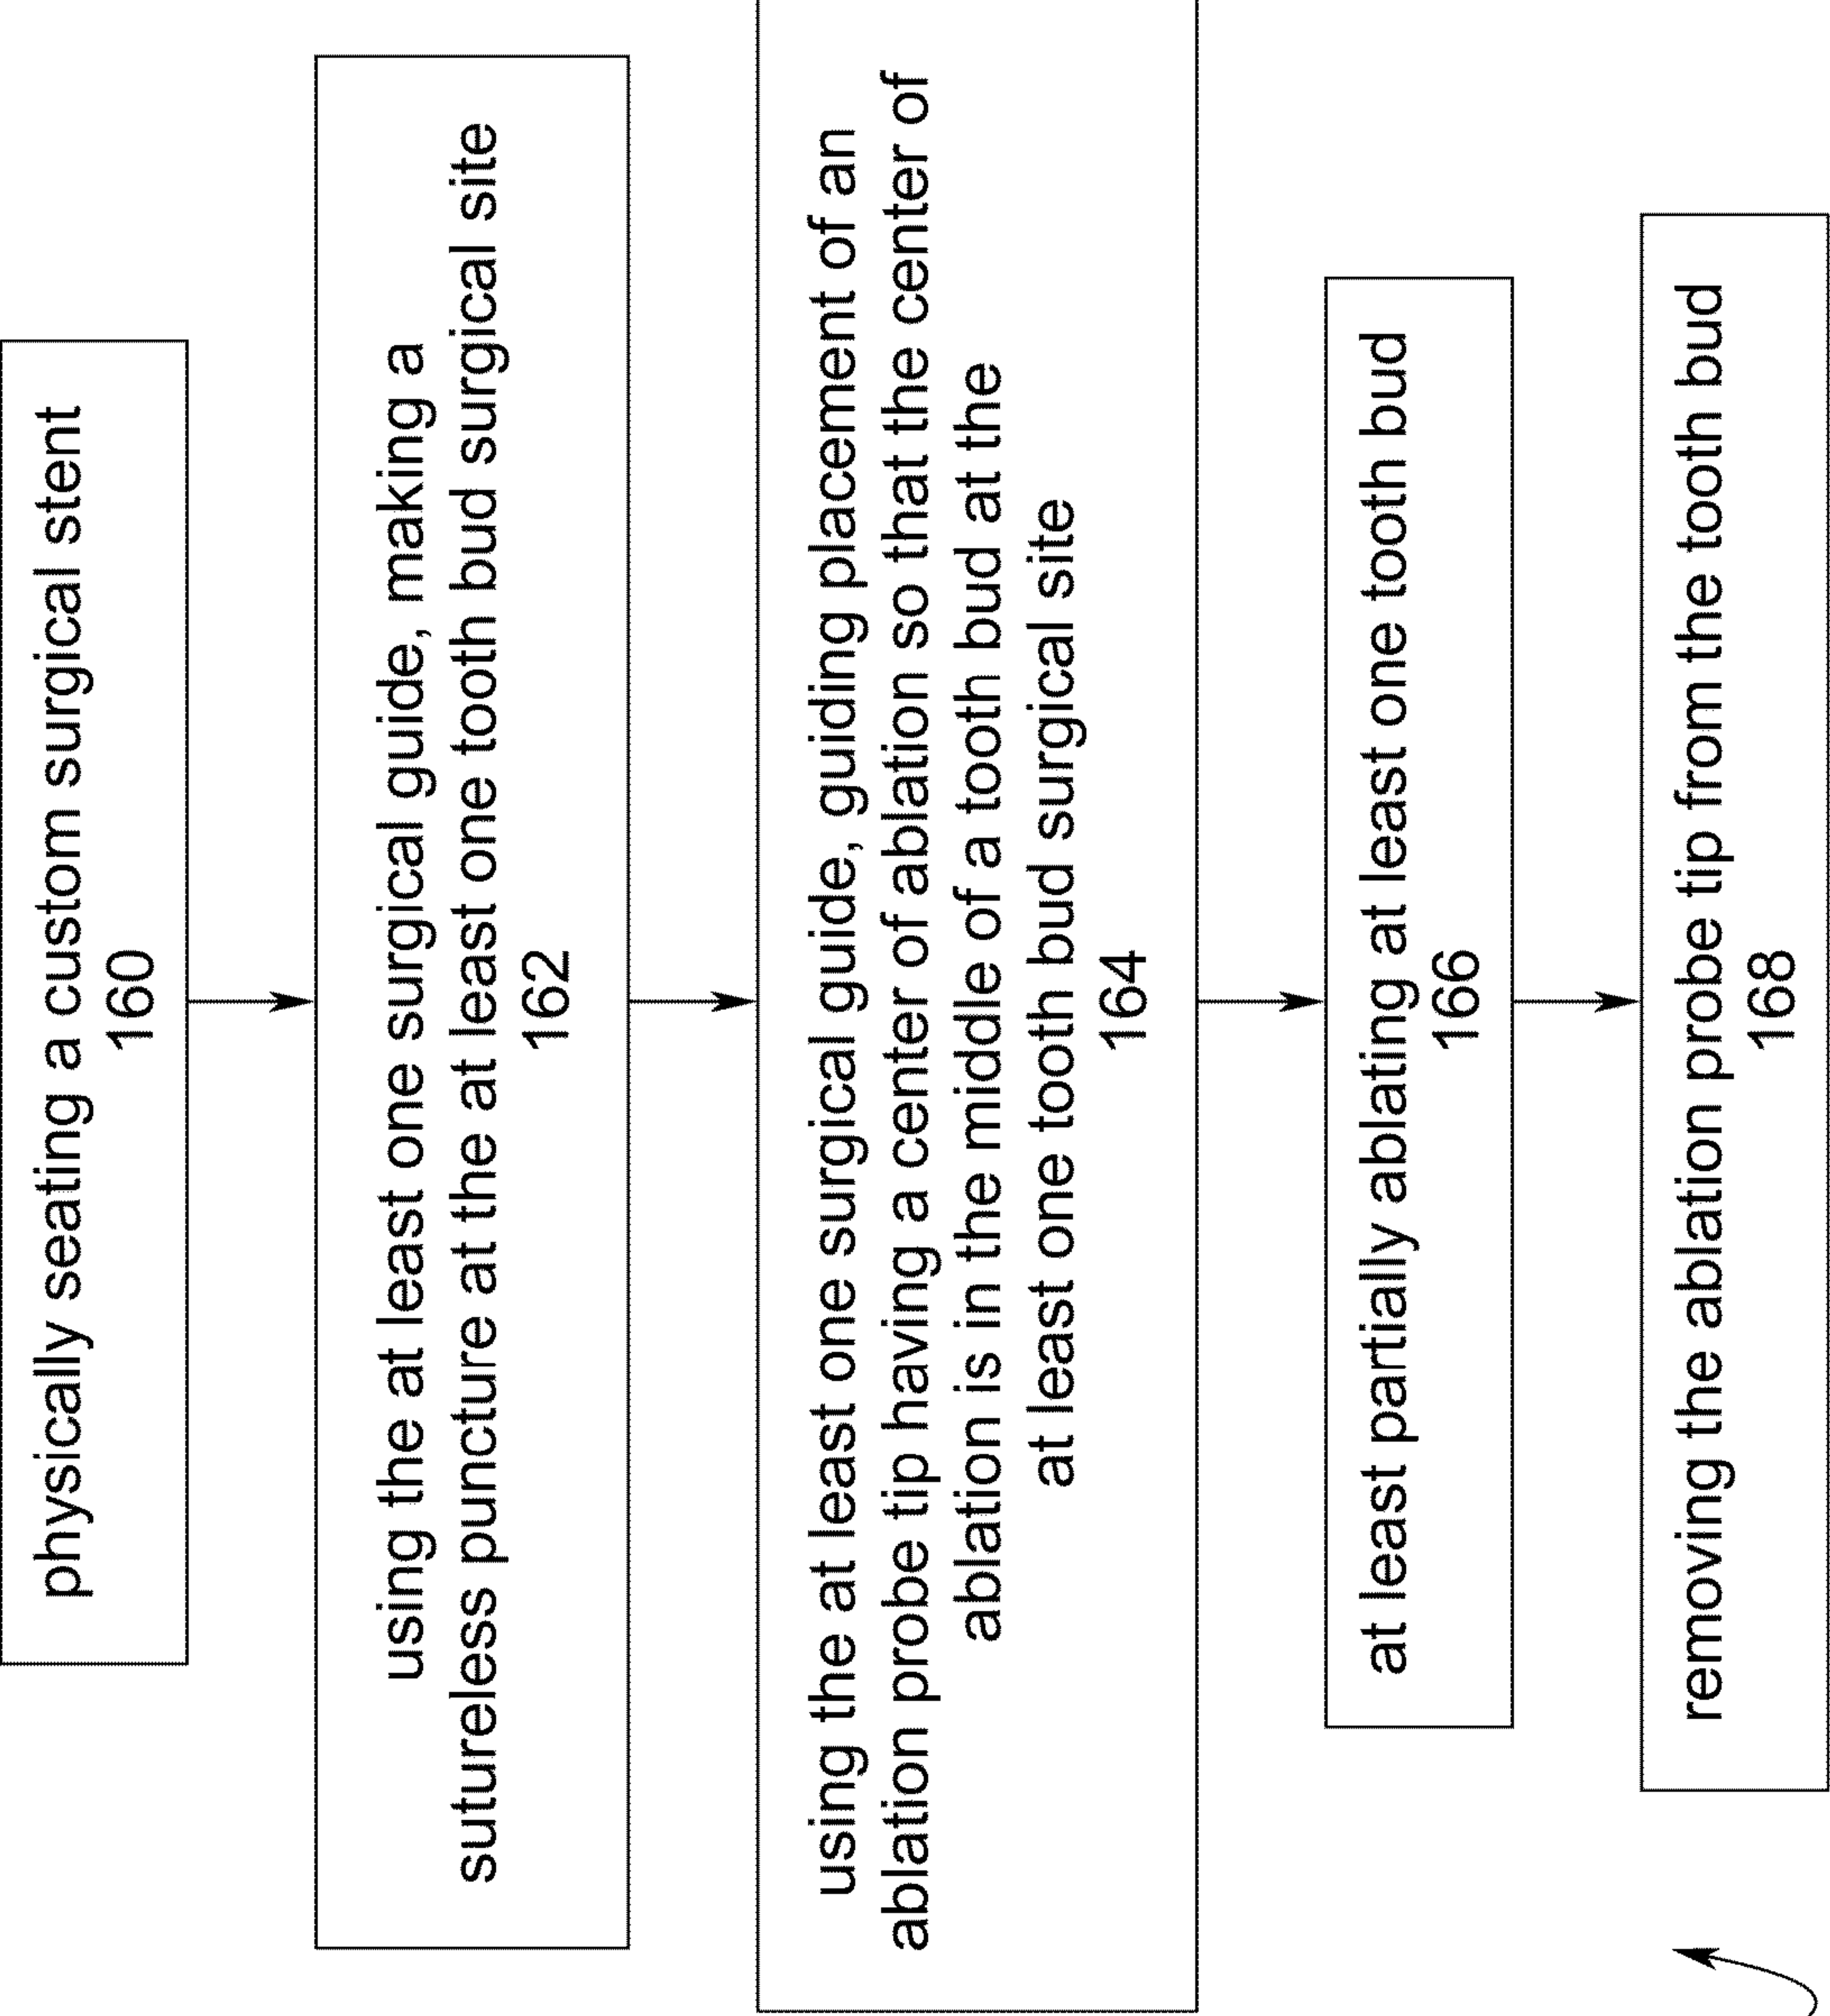 physically seating a custom surgical stent
160
using the at least one surgical guide, making a
sutureless puncture at the at least one tooth bud surgical site
162
using the at least one surgical guide, guiding placement of an
ablation probe tip having a center of ablation so that the center of
ablation is in the middle of a tooth bud at the
at least one tooth bud surgical site
164
at least partially ablating at least one tooth bud
166
removing the ablation probe tip from the tooth bud
168